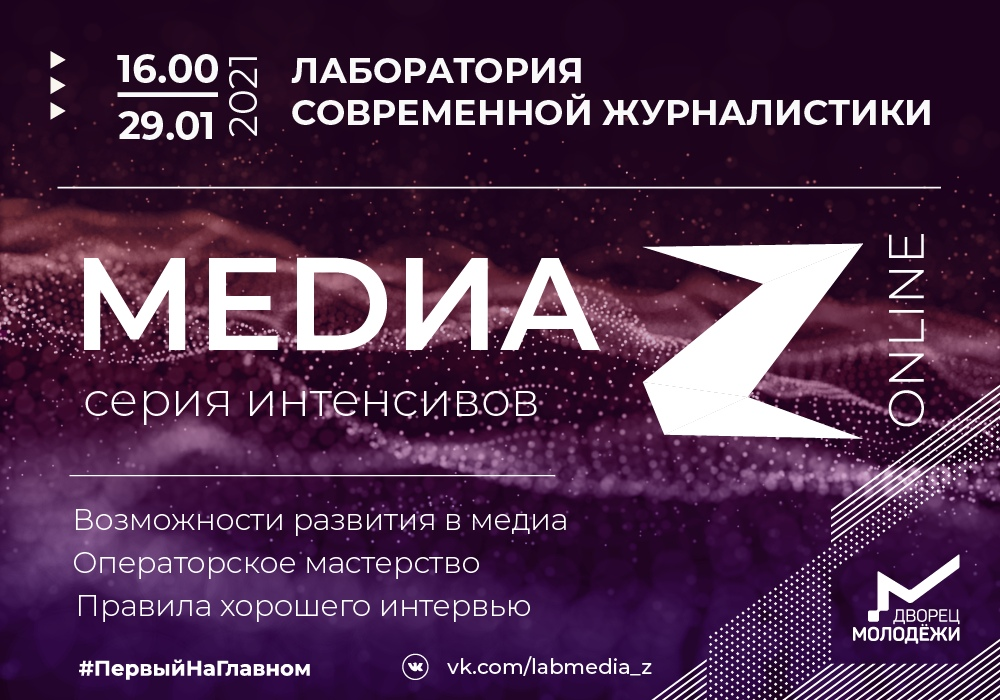 16.00
29.01
2021
ЛАБОРАТОРИЯ
СОВРЕМЕННОЙ ЖУРНАЛИСТИКИ
MEDИA Z
ONLINE
серия интенсивов
Возможности развития в медиа
Операторское мастерство
Правила хорошего интервью
ДВОРЕЦ
МОЛОДЁЖИ
#ПервыйНаГлавном
vk.com/labmedia_z